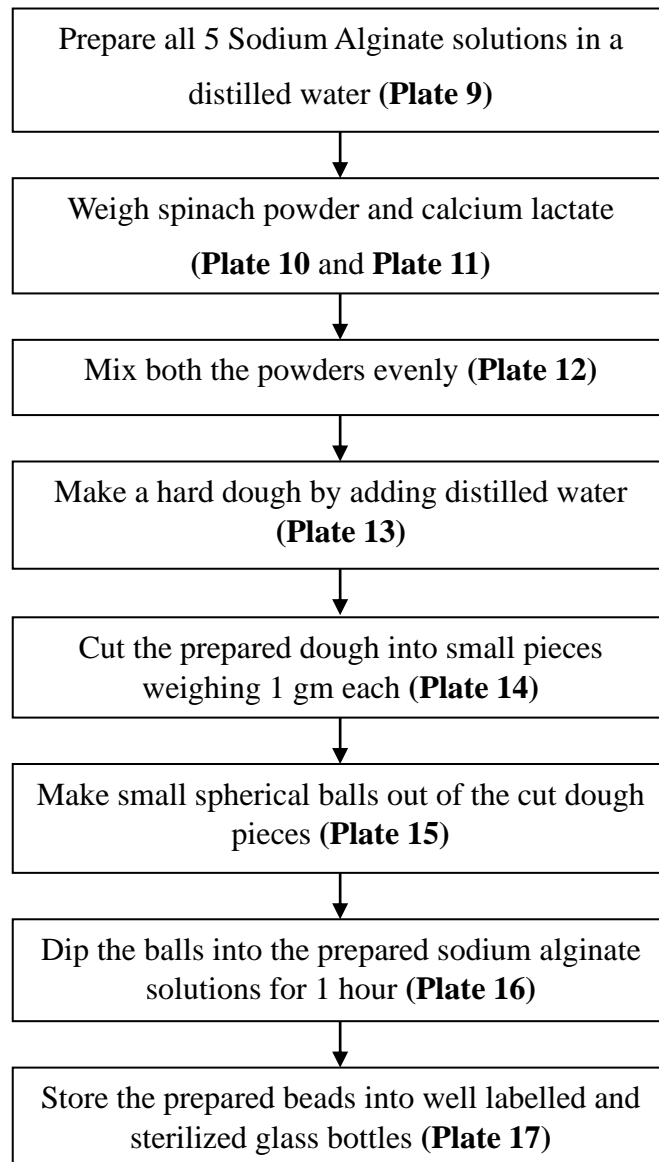 Prepare all 5 Sodium Alginate solutions in a
distilled water (Plate 9)
Weigh spinach powder and calcium lactate
(Plate 10 and Plate 11)
Mix both the powders evenly (Plate 12)
Make a hard dough by adding distilled water
(Plate 13)
Cut the prepared dough into small pieces
weighing 1 gm each (Plate 14)
Make small spherical balls out of the cut dough
pieces (Plate 15)
Dip the balls into the prepared sodium alginate
solutions for 1 hour (Plate 16)
Store the prepared beads into well labelled and
sterilized glass bottles (Plate 17)